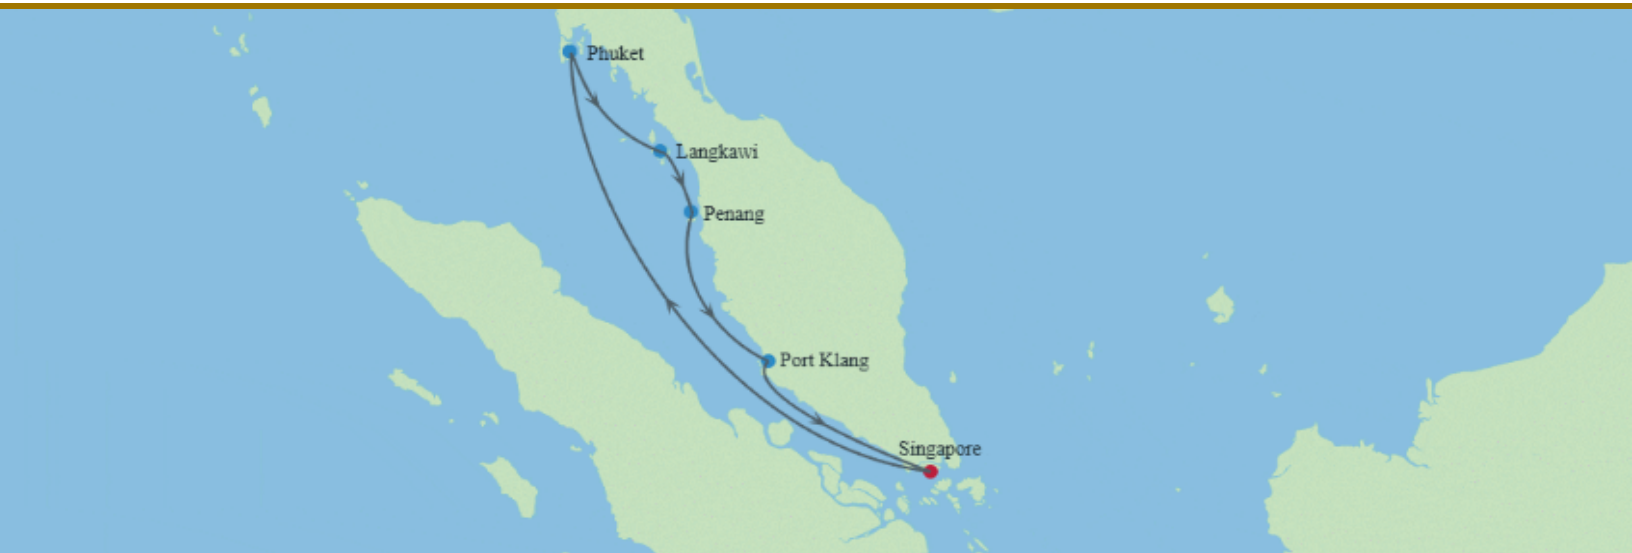 Phuket
Langkawi
Penang
Port Klang
Singapore